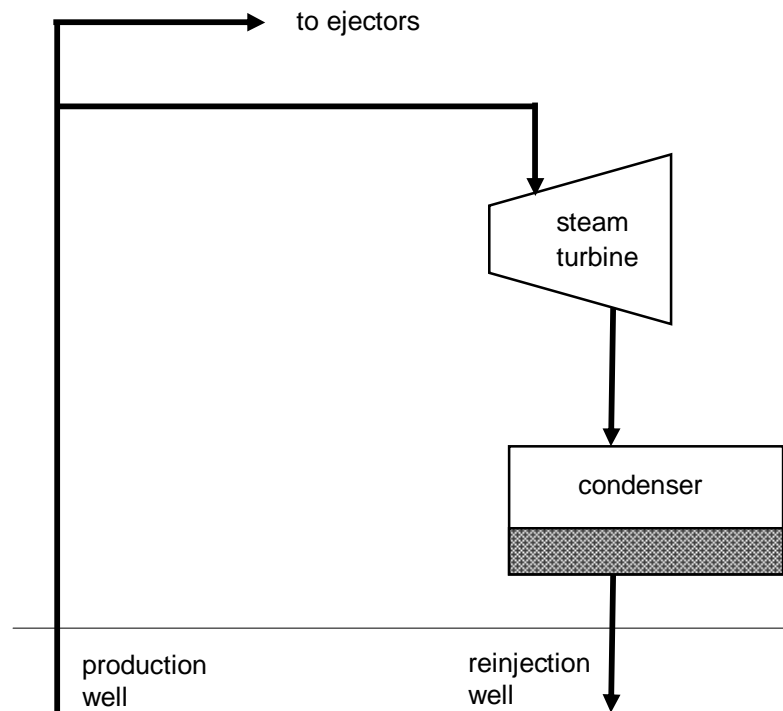 to ejectors
steam
turbine
condenser
production
well
reinjection
well